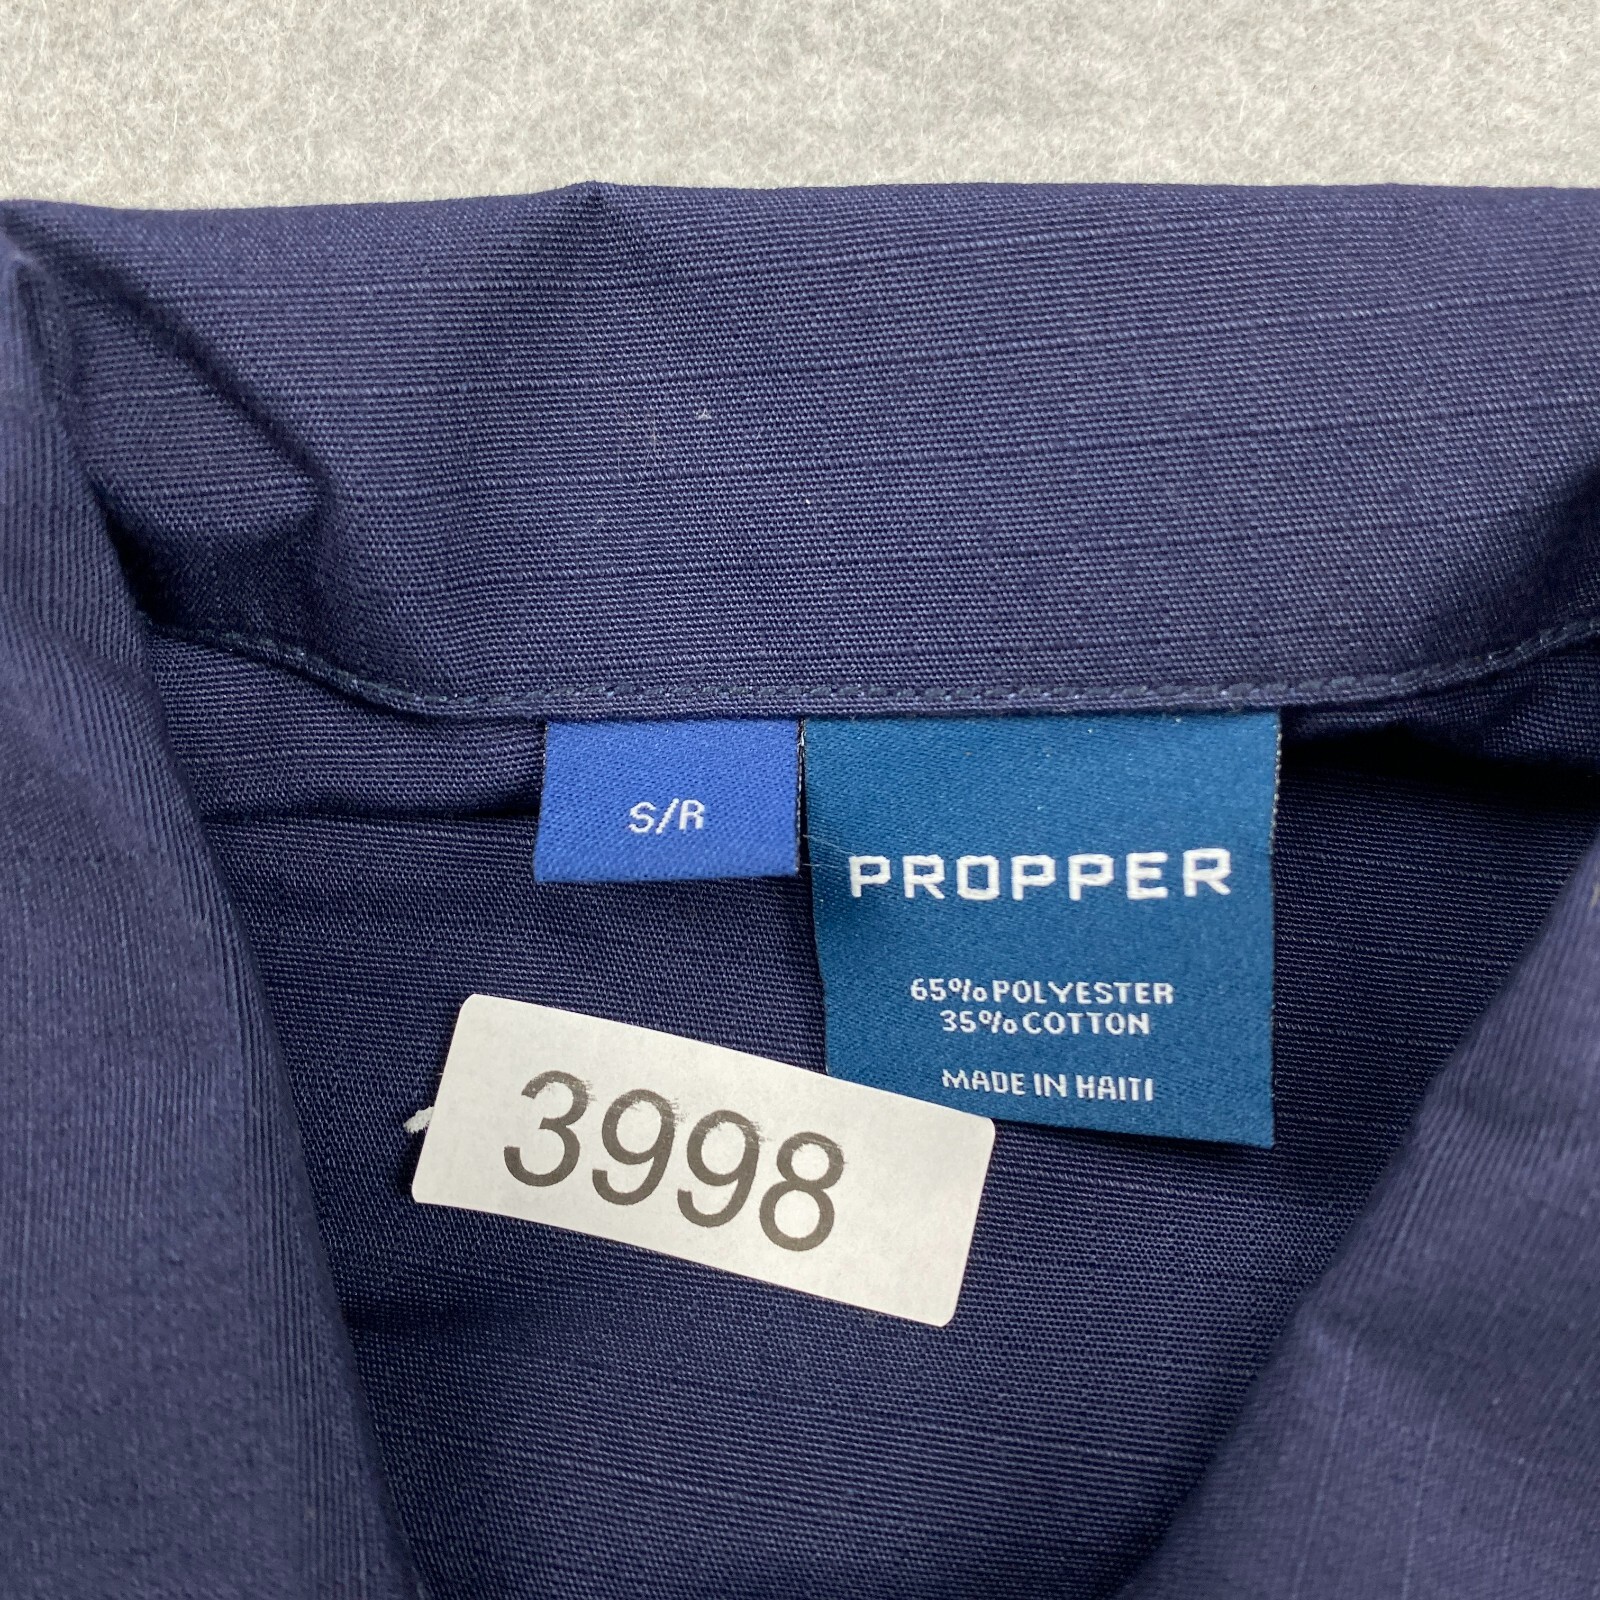 S/R
PROPPER
65% POLYESTER
35% COTTON
MADE IN HAITI
3998